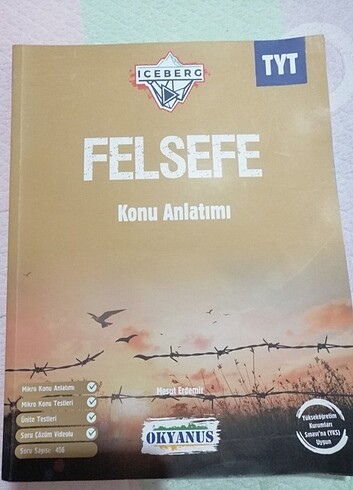 ICEBERG
TYT
FELSEFE
Konu Anlatımı
Mesut Erdemir
Mikro Konu Anlatımı
Mikro Konu Testleri
Ünite Testleri
Soru Çözüm Videolu
Soru Sayısı: 456
OKYANUS
Yükseköğretim
Kurumları
Sınavı'na (YKS)
Uygun